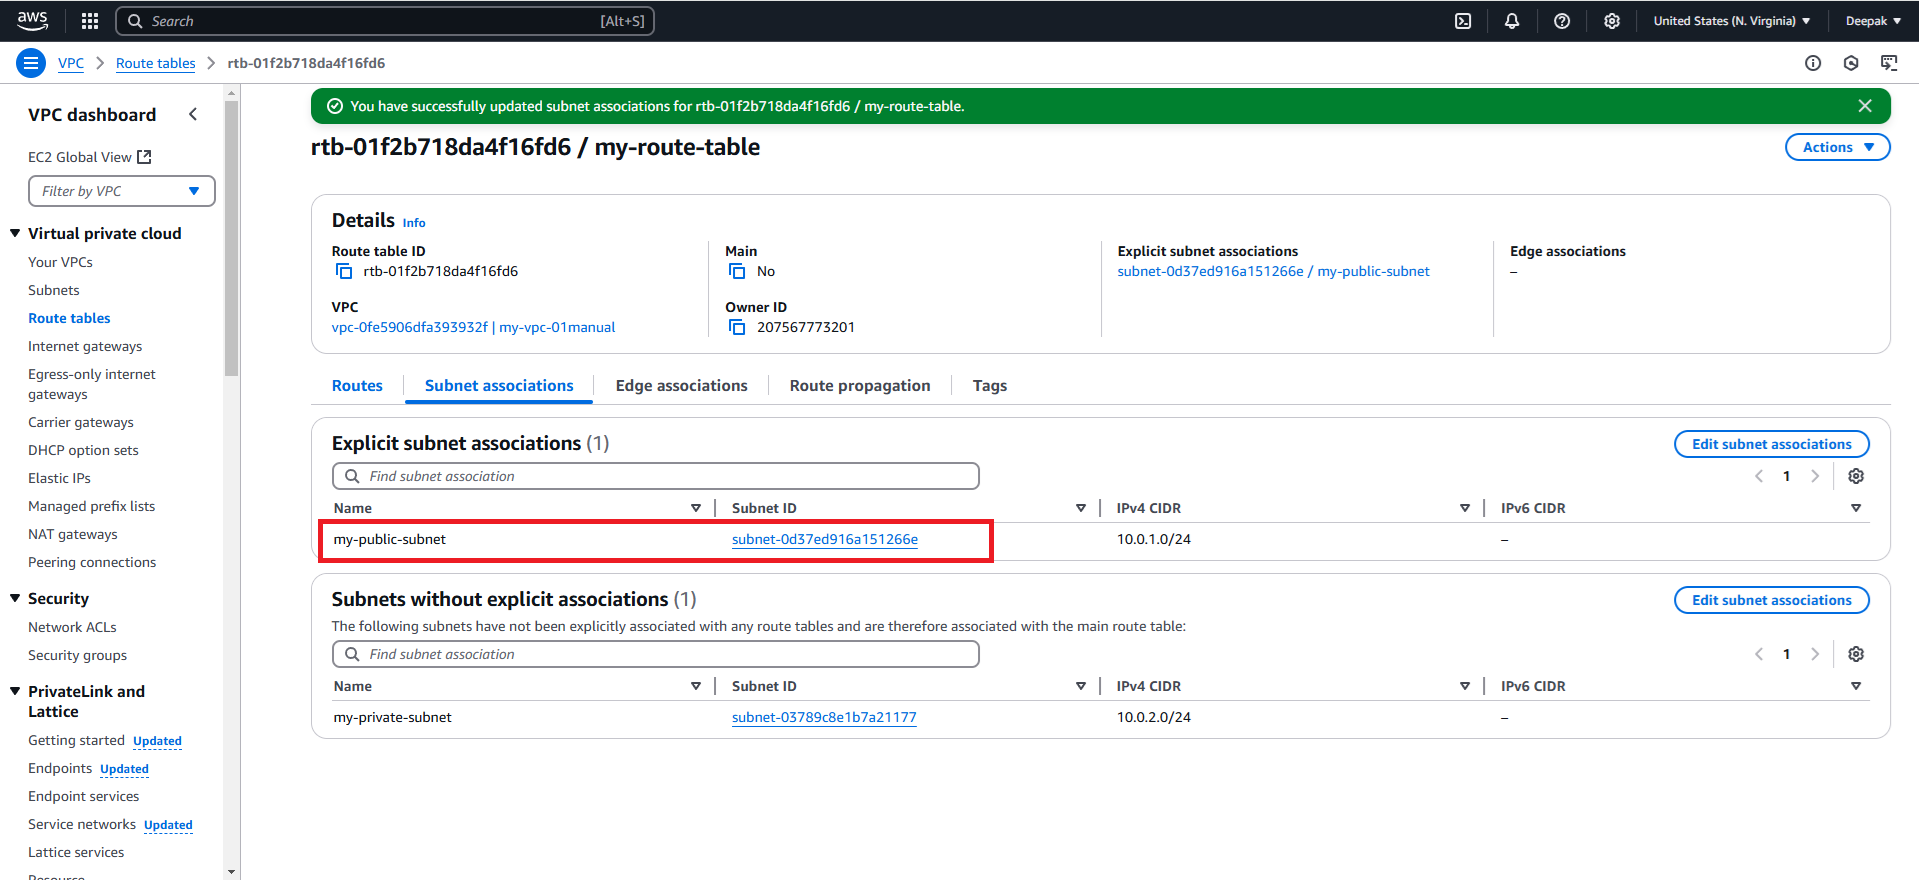 aws
Search [Alt+S]
United States (N. Virginia)
Deepak
VPC
Route tables
rtb-01f2b718da4f16fd6
VPC dashboard
EC2 Global View
Filter by VPC
Virtual private cloud
Your VPCs
Subnets
Route tables
Internet gateways
Egress-only internet
gateways
Carrier gateways
DHCP option sets
Elastic IPs
Managed prefix lists
NAT gateways
Peering connections
Security
Network ACLs
Security groups
PrivateLink and
Lattice
Getting started Updated
Endpoints Updated
Endpoint services
Service networks Updated
Lattice services
Resource
You have successfully updated subnet associations for rtb-01f2b718da4f16fd6 / my-route-table.
rtb-01f2b718da4f16fd6 / my-route-table
Actions
Details Info
Route table ID
rtb-01f2b718da4f16fd6
Main
No
Explicit subnet associations
subnet-0d37ed916a151266e / my-public-subnet
Edge associations
–
VPC
vpc-0fe5906dfa393932f | my-vpc-01manual
Owner ID
207567773201
Routes
Subnet associations
Edge associations
Route propagation
Tags
Explicit subnet associations (1)
Edit subnet associations
Find subnet association
1
Name Subnet ID IPv4 CIDR IPv6 CIDR
my-public-subnet subnet-0d37ed916a151266e 10.0.1.0/24 –
Subnets without explicit associations (1)
Edit subnet associations
The following subnets have not been explicitly associated with any route tables and are therefore associated with the main route table:
Find subnet association
1
Name Subnet ID IPv4 CIDR IPv6 CIDR
my-private-subnet subnet-03789c8e1b7a21177 10.0.2.0/24 –